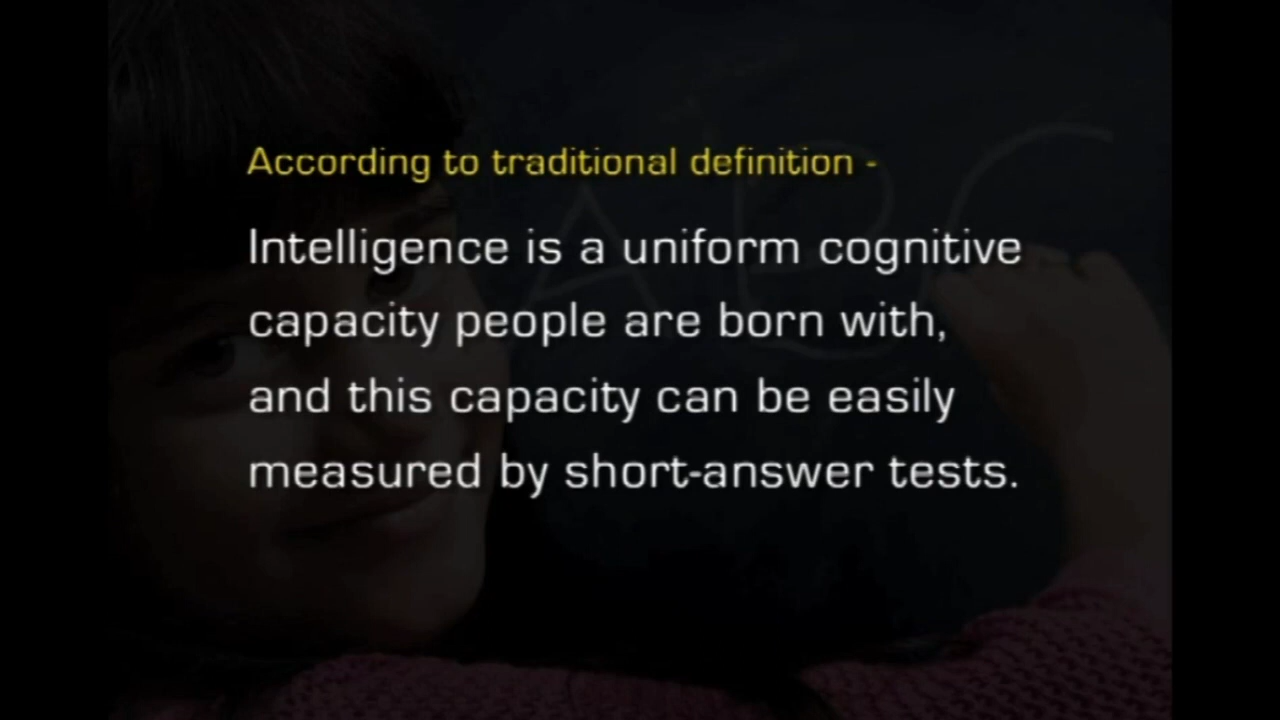 According to traditional definition -
Intelligence is a uniform cognitive
capacity people are born with,
and this capacity can be easily
measured by short-answer tests.
A B C